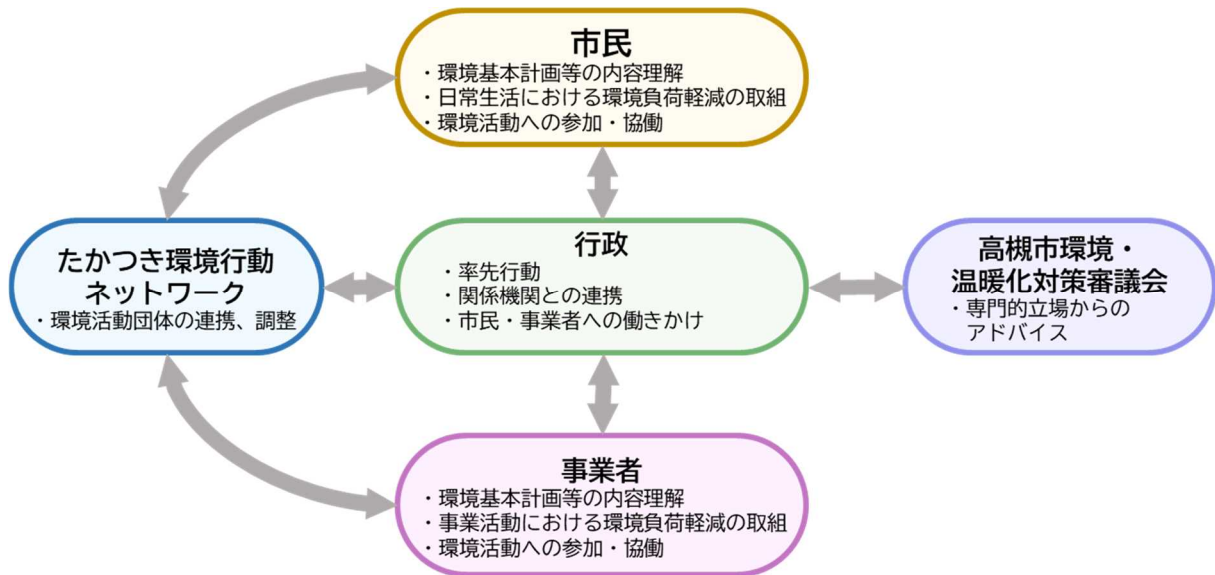 市民
・環境基本計画等の内容理解
・日常生活における環境負荷軽減の取組
・環境活動への参加・協働
たかつき環境行動
ネットワーク
・環境活動団体の連携、調整
行政
・率先行動
・関係機関との連携
・市民・事業者への働きかけ
高槻市環境・
温暖化対策審議会
・専門的立場からの
アドバイス
事業者
・環境基本計画等の内容理解
・事業活動における環境負荷軽減の取組
・環境活動への参加・協働